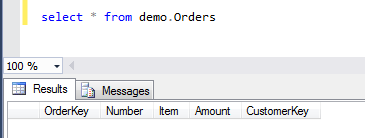 select * from demo.Orders
100 %
Results Messages
OrderKey Number Item Amount CustomerKey